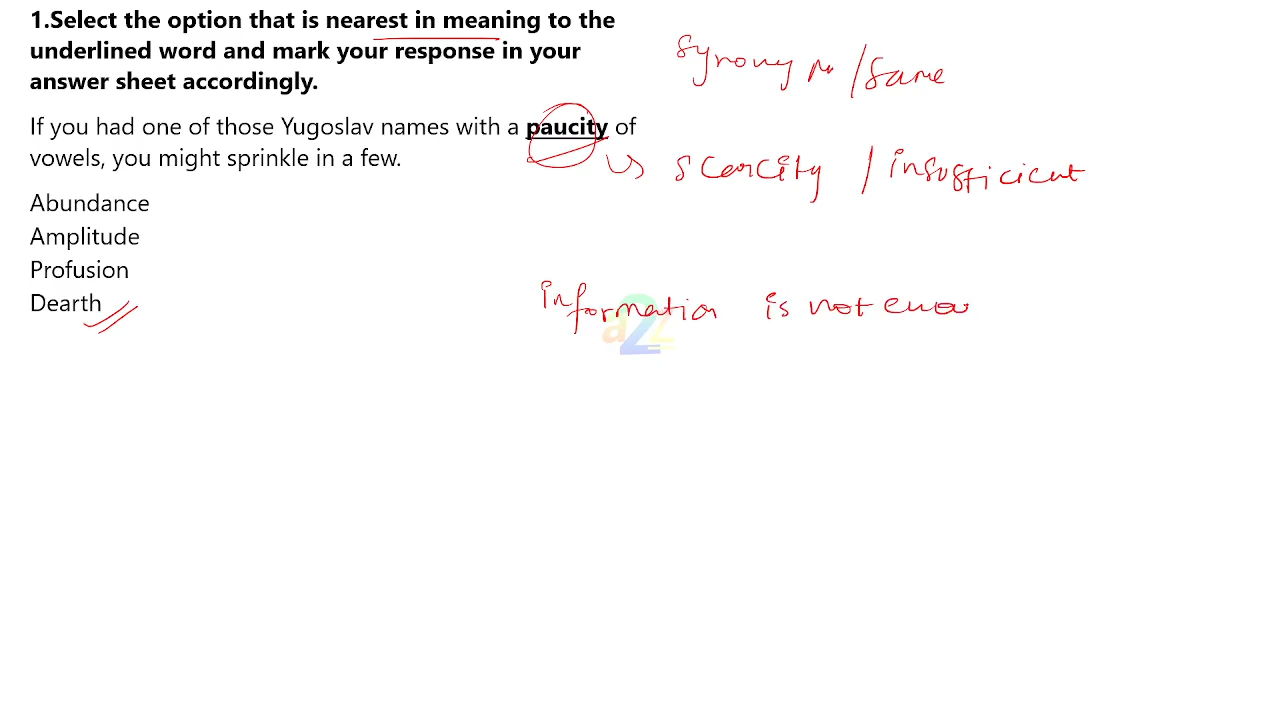 1.Select the option that is nearest in meaning to the
underlined word and mark your response in your
answer sheet accordingly.
synonym/same
If you had one of those Yugoslav names with a paucity of
vowels, you might sprinkle in a few.
scarcity / insufficient
Abundance
Amplitude
Profusion
Dearth
information is not enou
a2z